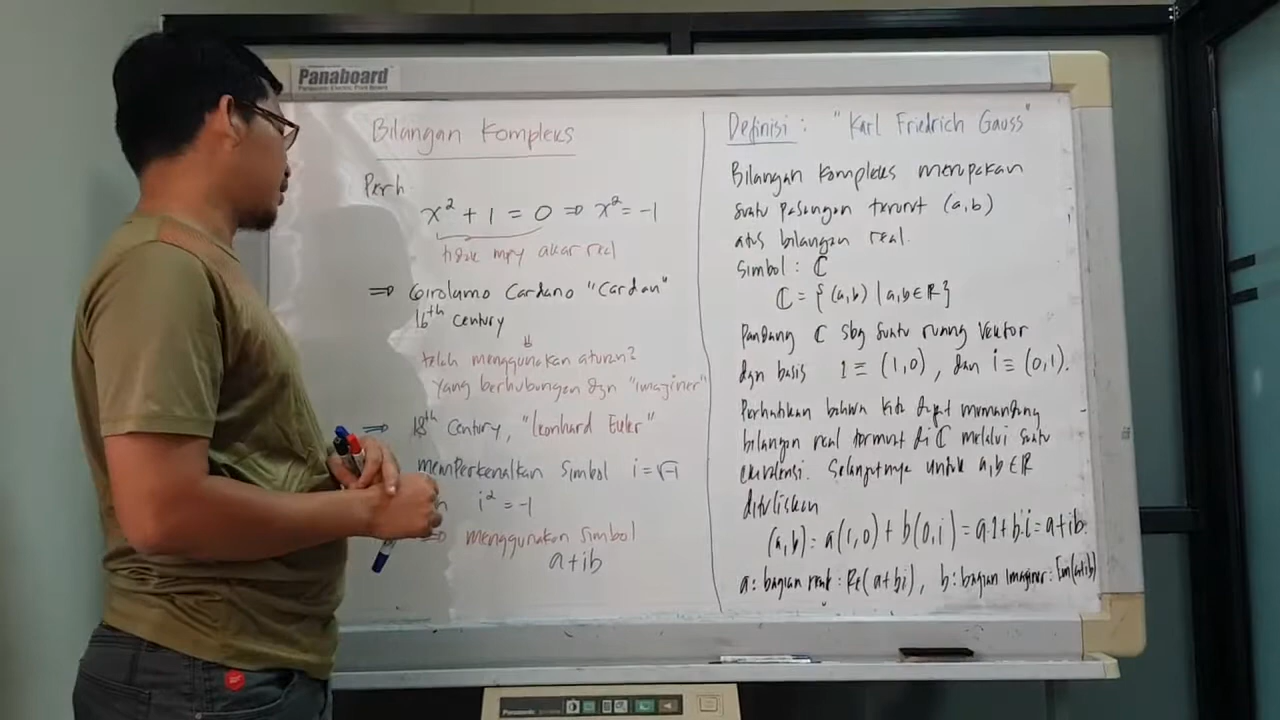 Panaboard
Bilangan Kompleks
Perh
x² + 1 = 0 ⇒ x² = -1
tidak mpy akar real
⇒ Girolamo Cardano "Cardan"
16th Century
⇓
telah menggunakan aturan²
yang berhubungan dgn "imaginer"
⇒ 18th Century, "Leonhard Euler"
memperkenalkan simbol i = √-1
i² = -1
⇒ menggunakan simbol
a+ib
Definisi : "Karl Friedrich Gauss"
Bilangan Kompleks merupakan
suatu pasangan terurut (a,b)
atas bilangan real.
Simbol : ℂ
ℂ = {(a,b) | a,b ∈ ℝ}
Pandang ℂ sbg suatu ruang vektor
dgn basis 1 ≡ (1,0), dan i ≡ (0,1).
Perhatikan bahwa kita dapat memandang
bilangan real termuat di ℂ melalui suatu
ekivalensi. Selanjutnya untuk a,b ∈ ℝ
dituliskan
(a,b) = a(1,0) + b(0,i) = a.1 + b.i = a+ib.
a : bagian real : Re(a+bi), b : bagian imaginer : Im(a+ib)
Panasonic